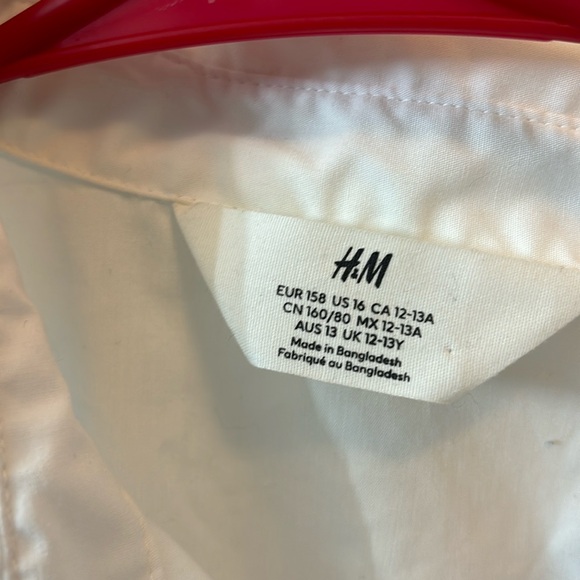 H&M
EUR 158 US 16 CA 12-13A
CN 160/80 MX 12-13A
AUS 13 UK 12-13Y
Made in Bangladesh
Fabriqué au Bangladesh